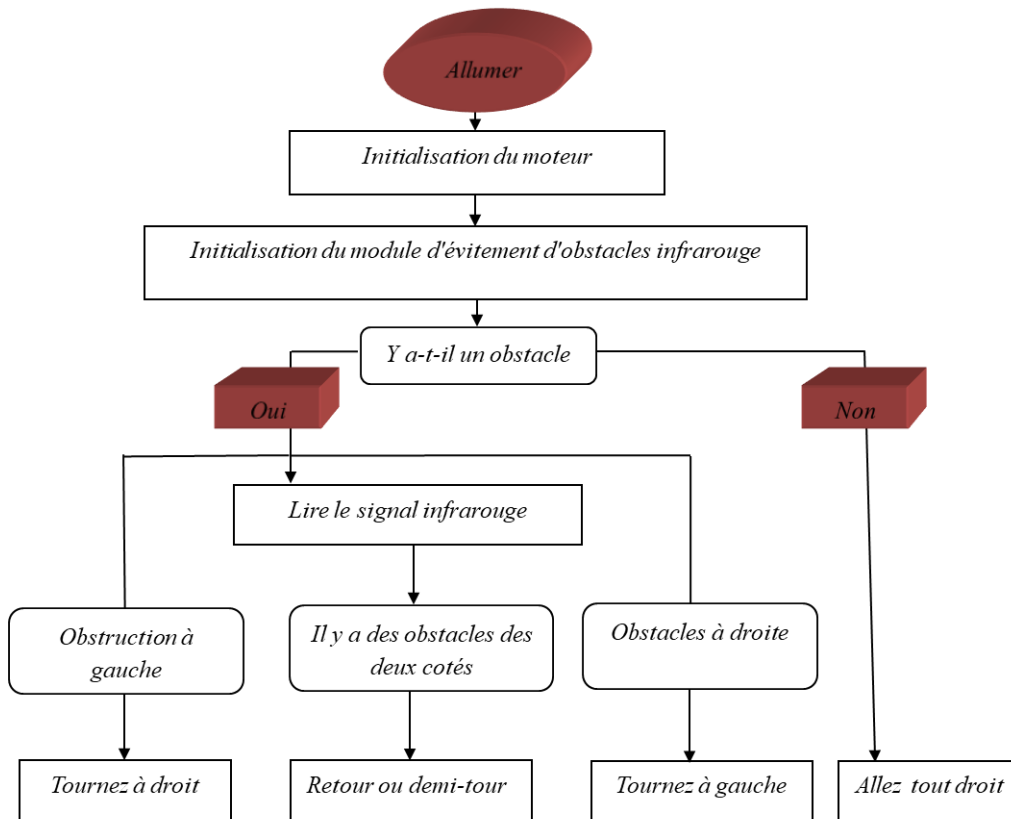 Allumer
Initialisation du moteur
Initialisation du module d'évitement d'obstacles infrarouge
Y a-t-il un obstacle
Oui
Non
Lire le signal infrarouge
Obstruction à
gauche
Il y a des obstacles des
deux cotés
Obstacles à droite
Tournez à droit
Retour ou demi-tour
Tournez à gauche
Allez tout droit